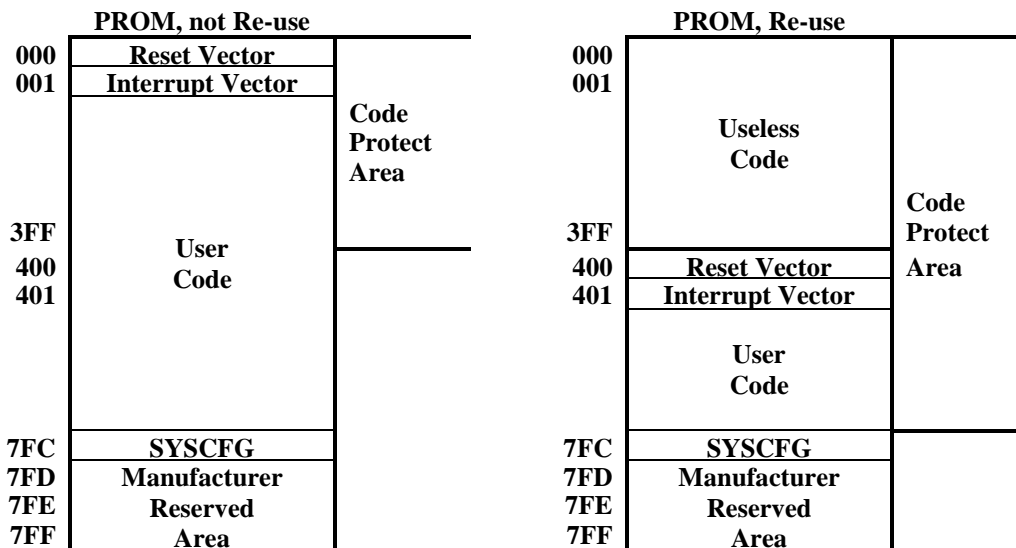 PROM, not Re-use
000 Reset Vector
001 Interrupt Vector
Code
Protect
Area
3FF
User
400
Code
401
7FC SYSCFG
7FD Manufacturer
7FE Reserved
7FF Area
PROM, Re-use
000
001
Useless
Code
Code
3FF Protect
400 Reset Vector Area
401 Interrupt Vector
User
Code
7FC SYSCFG
7FD Manufacturer
7FE Reserved
7FF Area